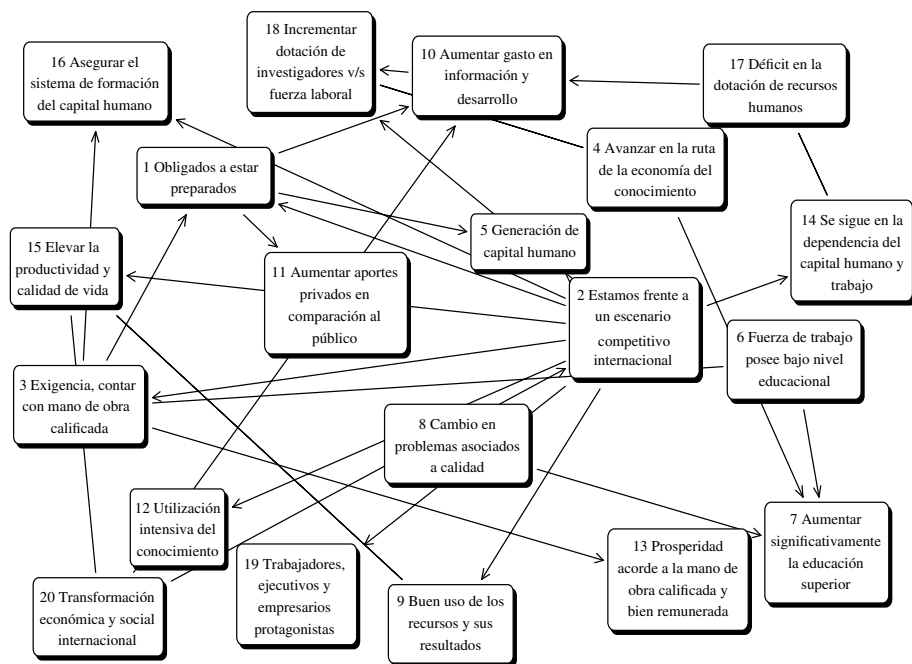 18 Incrementar
dotación de
investigadores v/s
fuerza laboral
10 Aumentar gasto en
información y
desarrollo
16 Asegurar el
sistema de formación
del capital humano
17 Déficit en la
dotación de recursos
humanos
4 Avanzar en la ruta
de la economía del
conocimiento
1 Obligados a estar
preparados
5 Generación de
capital humano
14 Se sigue en la
dependencia del
capital humano y
trabajo
15 Elevar la
productividad y
calidad de vida
11 Aumentar aportes
privados en
comparación al
público
2 Estamos frente a
un escenario
competitivo
internacional
6 Fuerza de trabajo
posee bajo nivel
educacional
3 Exigencia, contar
con mano de obra
calificada
8 Cambio en
problemas asociados
a calidad
12 Utilización
intensiva del
conocimiento
7 Aumentar
significativamente
la educación
superior
13 Prosperidad
acorde a la mano de
obra calificada y
bien remunerada
19 Trabajadores,
ejecutivos y
empresarios
protagonistas
20 Transformación
económica y social
internacional
9 Buen uso de los
recursos y sus
resultados